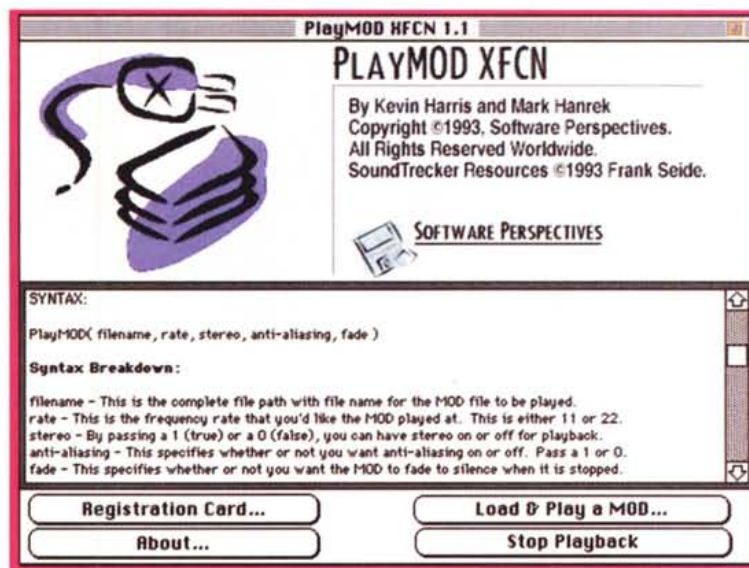 PlayMOD XFCN 1.1
PLAYMOD XFCN
By Kevin Harris and Mark Hanrek
Copyright ©1993, Software Perspectives.
All Rights Reserved Worldwide.
SoundTrecker Resources ©1993 Frank Seide.
SOFTWARE PERSPECTIVES
SYNTAX:
PlayMOD( filename, rate, stereo, anti-aliasing, fade )
Syntax Breakdown:
filename - This is the complete file path with file name for the MOD file to be played.
rate - This is the frequency rate that you'd like the MOD played at. This is either 11 or 22.
stereo - By passing a 1 (true) or a 0 (false), you can have stereo on or off for playback.
anti-aliasing - This specifies whether or not you want anti-aliasing on or off. Pass a 1 or 0.
fade - This specifies whether or not you want the MOD to fade to silence when it is stopped.
Registration Card...
Load & Play a MOD...
About...
Stop Playback